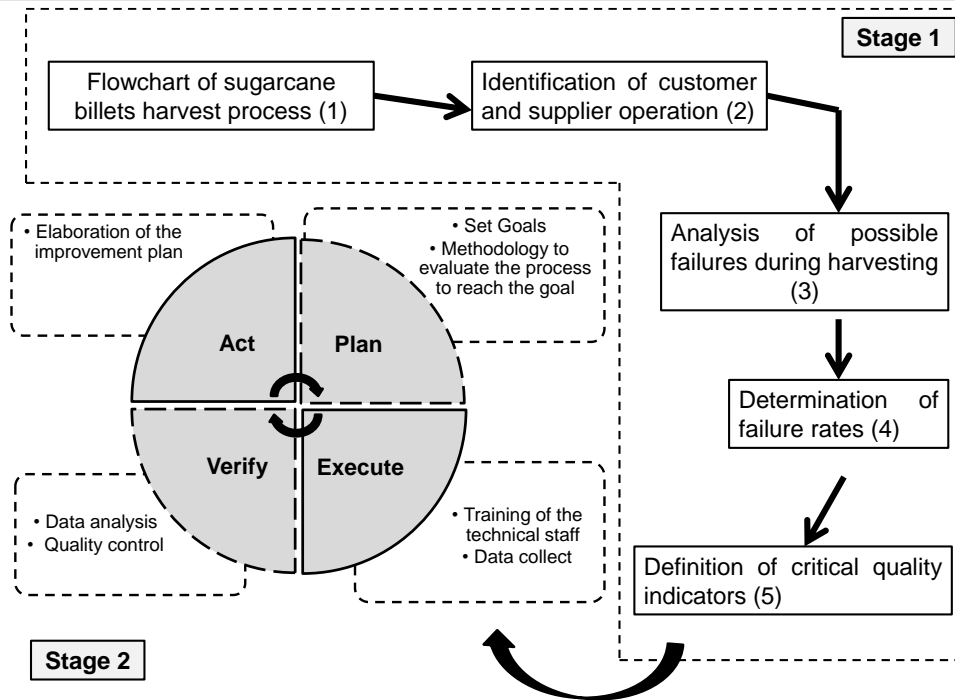 Stage 1
Flowchart of sugarcane
billets harvest process (1)
Identification of customer
and supplier operation (2)
Analysis of possible
failures during harvesting
(3)
Determination of
failure rates (4)
Definition of critical quality
indicators (5)
• Elaboration of the
improvement plan
• Set Goals
• Methodology to
evaluate the process
to reach the goal
Act
Plan
Verify
Execute
• Data analysis
• Quality control
• Training of the
technical staff
• Data collect
Stage 2